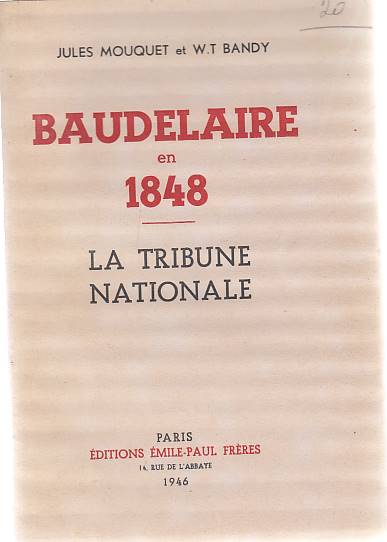 20
JULES MOUQUET et W.T BANDY
BAUDELAIRE
en
1848
LA TRIBUNE
NATIONALE
PARIS
ÉDITIONS ÉMILE-PAUL FRÈRES
14, RUE DE L'ABBAYE
1946